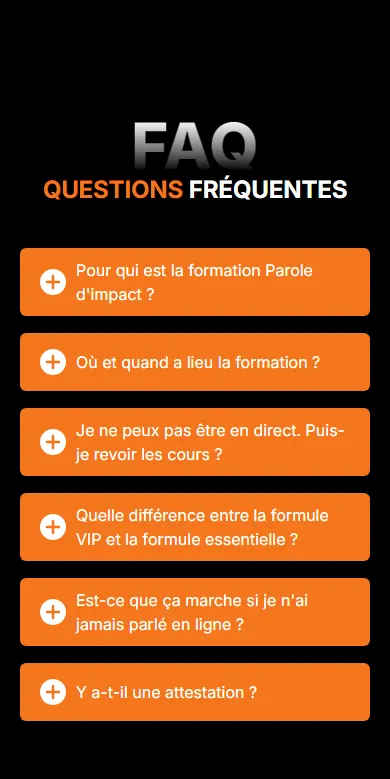 FAQ
QUESTIONS FRÉQUENTES
Pour qui est la formation Parole
d'impact ?
Où et quand a lieu la formation ?
Je ne peux pas être en direct. Puis-
je revoir les cours ?
Quelle différence entre la formule
VIP et la formule essentielle ?
Est-ce que ça marche si je n'ai
jamais parlé en ligne ?
Y a-t-il une attestation ?